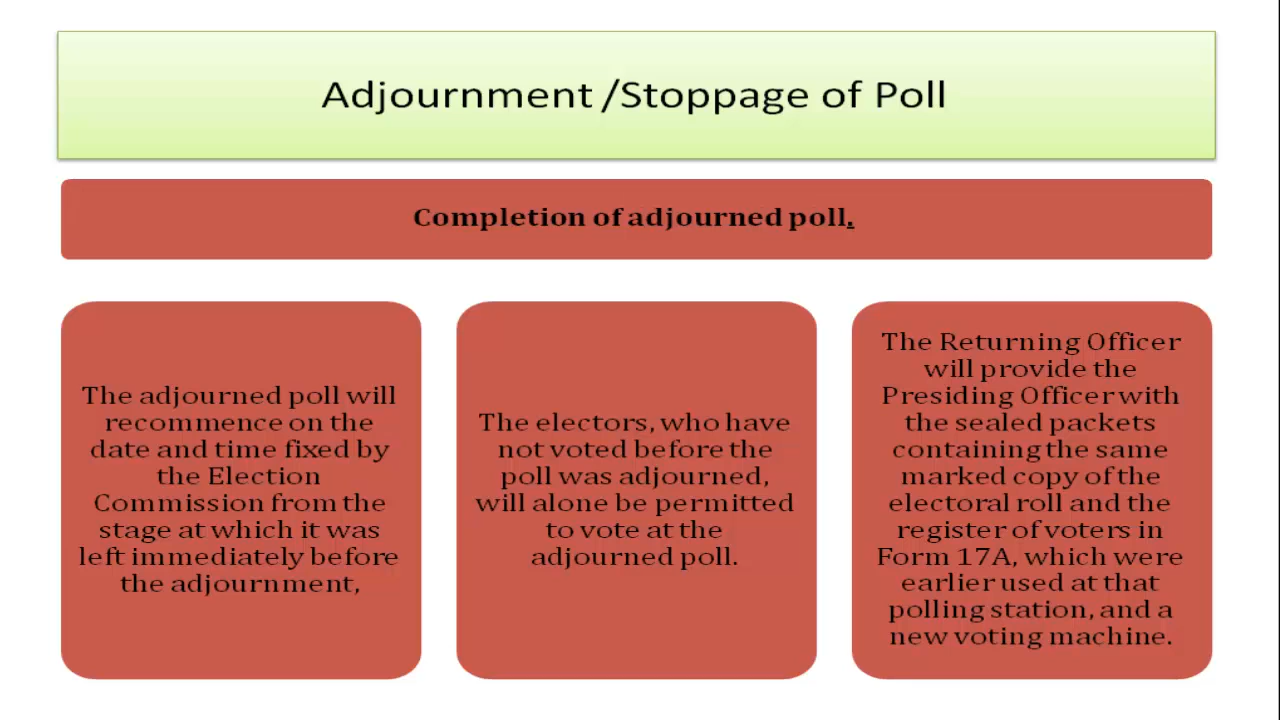 Adjournment /Stoppage of Poll
Completion of adjourned poll.
The adjourned poll will
recommence on the
date and time fixed by
the Election
Commission from the
stage at which it was
left immediately before
the adjournment,
The electors, who have
not voted before the
poll was adjourned,
will alone be permitted
to vote at the
adjourned poll.
The Returning Officer
will provide the
Presiding Officer with
the sealed packets
containing the same
marked copy of the
electoral roll and the
register of voters in
Form 17A, which were
earlier used at that
polling station, and a
new voting machine.